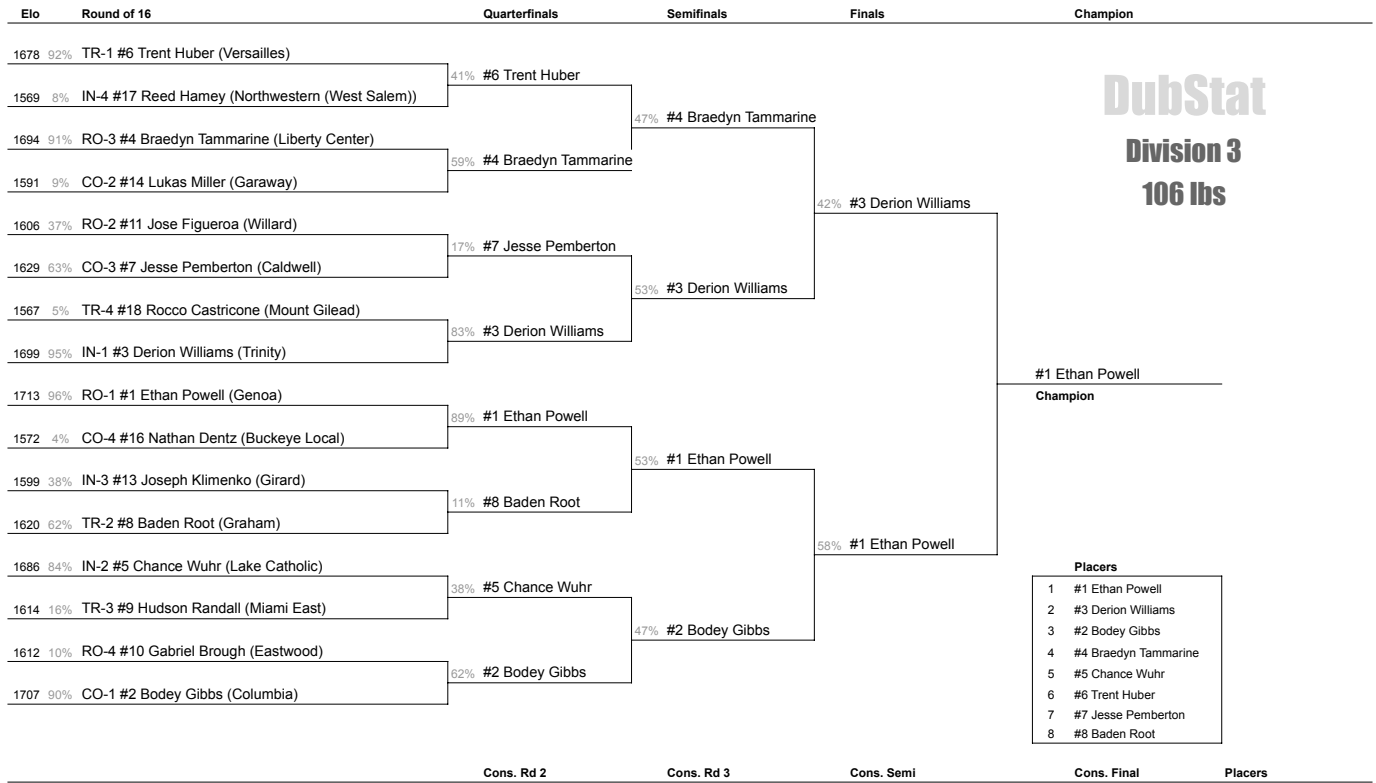 Elo Round of 16 Quarterfinals Semifinals Finals Champion
1678 92% TR-1 #6 Trent Huber (Versailles)
41% #6 Trent Huber
1569 8% IN-4 #17 Reed Hamey (Northwestern (West Salem))
47% #4 Braedyn Tammarine
1694 91% RO-3 #4 Braedyn Tammarine (Liberty Center)
59% #4 Braedyn Tammarine
1591 9% CO-2 #14 Lukas Miller (Garaway)
42% #3 Derion Williams
1606 37% RO-2 #11 Jose Figueroa (Willard)
17% #7 Jesse Pemberton
1629 63% CO-3 #7 Jesse Pemberton (Caldwell)
53% #3 Derion Williams
1567 5% TR-4 #18 Rocco Castricone (Mount Gilead)
83% #3 Derion Williams
1699 95% IN-1 #3 Derion Williams (Trinity)
#1 Ethan Powell
Champion
1713 96% RO-1 #1 Ethan Powell (Genoa)
89% #1 Ethan Powell
1572 4% CO-4 #16 Nathan Dentz (Buckeye Local)
53% #1 Ethan Powell
1599 38% IN-3 #13 Joseph Klimenko (Girard)
11% #8 Baden Root
1620 62% TR-2 #8 Baden Root (Graham)
58% #1 Ethan Powell
1686 84% IN-2 #5 Chance Wuhr (Lake Catholic)
38% #5 Chance Wuhr
1614 16% TR-3 #9 Hudson Randall (Miami East)
47% #2 Bodey Gibbs
1612 10% RO-4 #10 Gabriel Brough (Eastwood)
62% #2 Bodey Gibbs
1707 90% CO-1 #2 Bodey Gibbs (Columbia)
DubStat
Division 3
106 lbs
Placers
1 #1 Ethan Powell
2 #3 Derion Williams
3 #2 Bodey Gibbs
4 #4 Braedyn Tammarine
5 #5 Chance Wuhr
6 #6 Trent Huber
7 #7 Jesse Pemberton
8 #8 Baden Root
Cons. Rd 2 Cons. Rd 3 Cons. Semi Cons. Final Placers